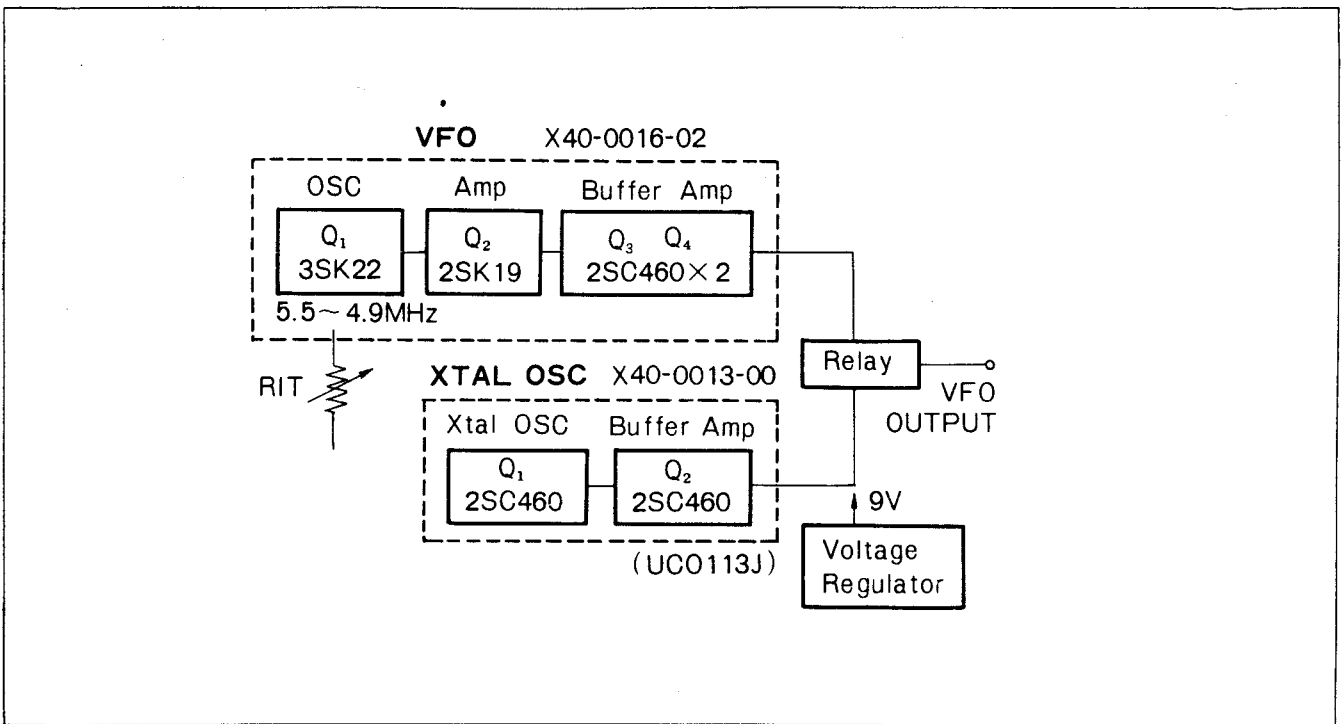 VFO X40-0016-02
OSC Amp Buffer Amp
Q₁ Q₂ Q₃ Q₄
3SK22 2SK19 2SC460×2
5.5~4.9MHz
RIT
XTAL OSC X40-0013-00
Relay
VFO
OUTPUT
Xtal OSC Buffer Amp
Q₁ Q₂
2SC460 2SC460
9V
(UC0113J)
Voltage
Regulator